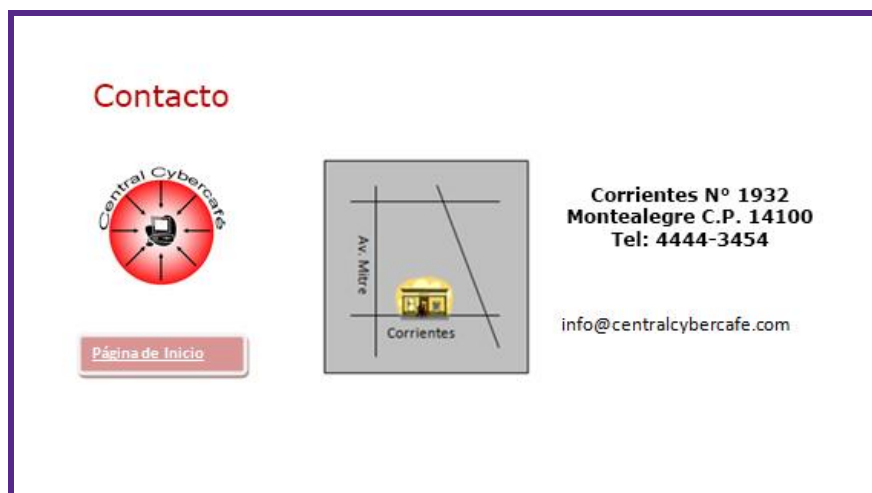 Contacto
Central Cybercafé
Av. Mitre
Corrientes
Corrientes Nº 1932
Montealegre C.P. 14100
Tel: 4444-3454
info@centralcybercafe.com
Página de Inicio